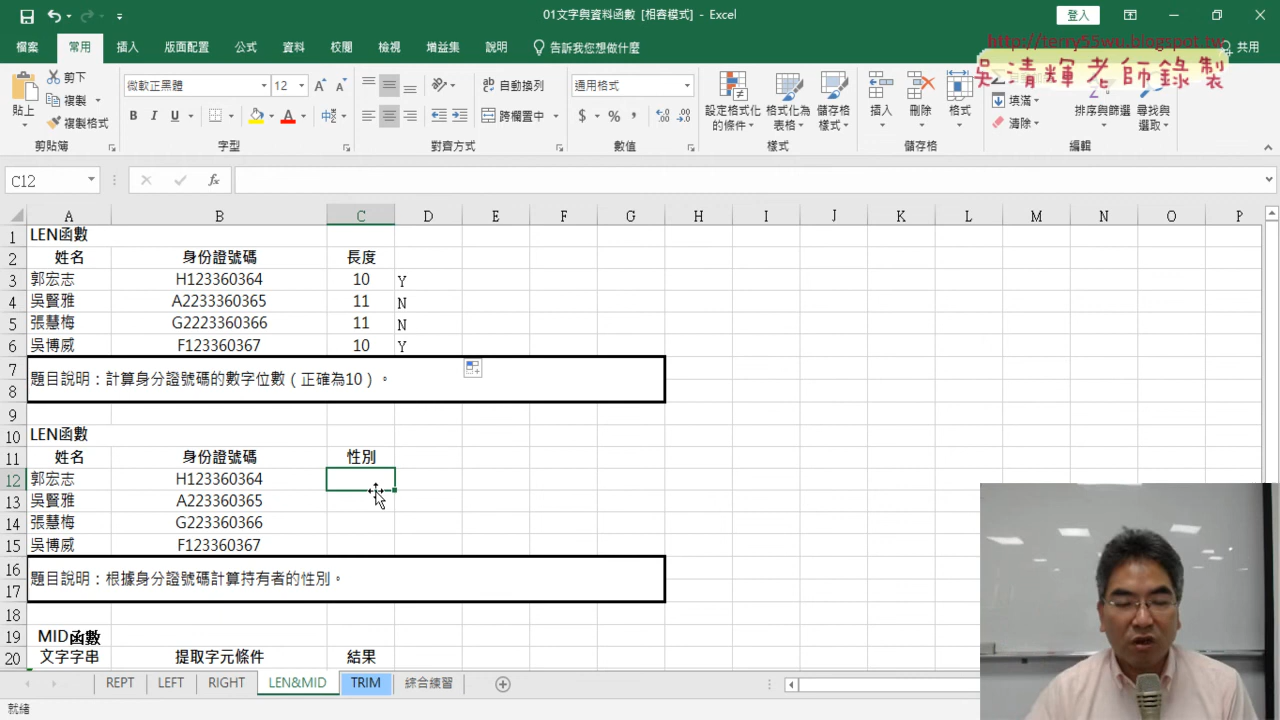 01文字與資料函數 [相容模式] - Excel
登入
檔案 常用 插入 版面配置 公式 資料 校閱 檢視 增益集 說明 告訴我您想做什麼 共用
http://terry55wu.blogspot.tw
吳清輝老師錄製
貼上 剪下 複製 複製格式 剪貼簿
微軟正黑體 12 A A B I U A 字型
自動換列 跨欄置中 對齊方式
通用格式 $ % , 數值
設定格式化的條件 格式化為表格 儲存格樣式 樣式
插入 刪除 格式 儲存格
填滿 清除 排序與篩選 尋找與選取 編輯
C12 fx
A B C D E F G H I J K L M N O P
1 LEN函數
2 姓名 身份證號碼 長度
3 郭宏志 H123360364 10 Y
4 吳賢雅 A2233360365 11 N
5 張慧梅 G2223360366 11 N
6 吳博威 F123360367 10 Y
7 題目說明：計算身分證號碼的數字位數（正確為10）。
8
9
10 LEN函數
11 姓名 身份證號碼 性別
12 郭宏志 H123360364
13 吳賢雅 A223360365
14 張慧梅 G223360366
15 吳博威 F123360367
16 題目說明：根據身分證號碼計算持有者的性別。
17
18
19 MID函數
20 文字字串 提取字元條件 結果
REPT LEFT RIGHT LEN&MID TRIM 綜合練習
就緒